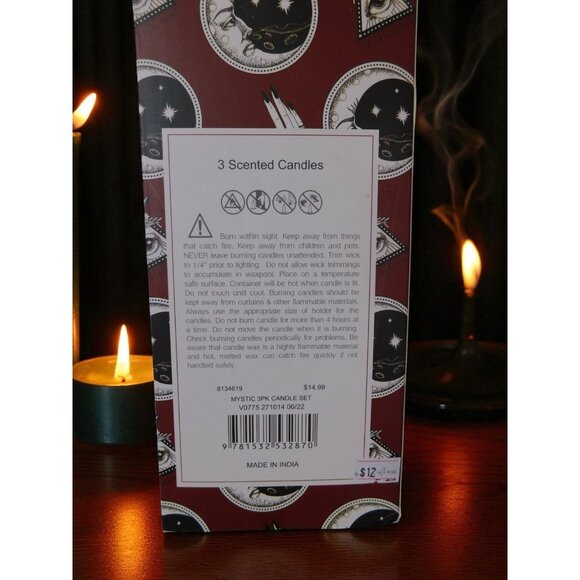 3 Scented Candles
Burn within sight. Keep away from things
that catch fire. Keep away from children and pets.
NEVER leave burning candles unattended. Trim wick
to 1/4" prior to lighting. Do not allow wick trimmings
to accumulate in waxpool. Place on a temperature
safe surface. Container will be hot when candle is lit.
Do not touch until cool. Burning candles should be
kept away from curtains & other flammable materials.
Always use the appropriate size of holder for the
candles. Do not burn candle for more than 4 hours at
a time. Do not move the candle when it is burning.
Check burning candles periodically for problems. Be
aware that candle wax is a highly flammable material
and hot, melted wax can catch fire quickly if not
handled safely.
8134619 $14.99
MYSTIC 3PK CANDLE SET
V0775 271014 06/22
9 781532 532870
MADE IN INDIA
$12